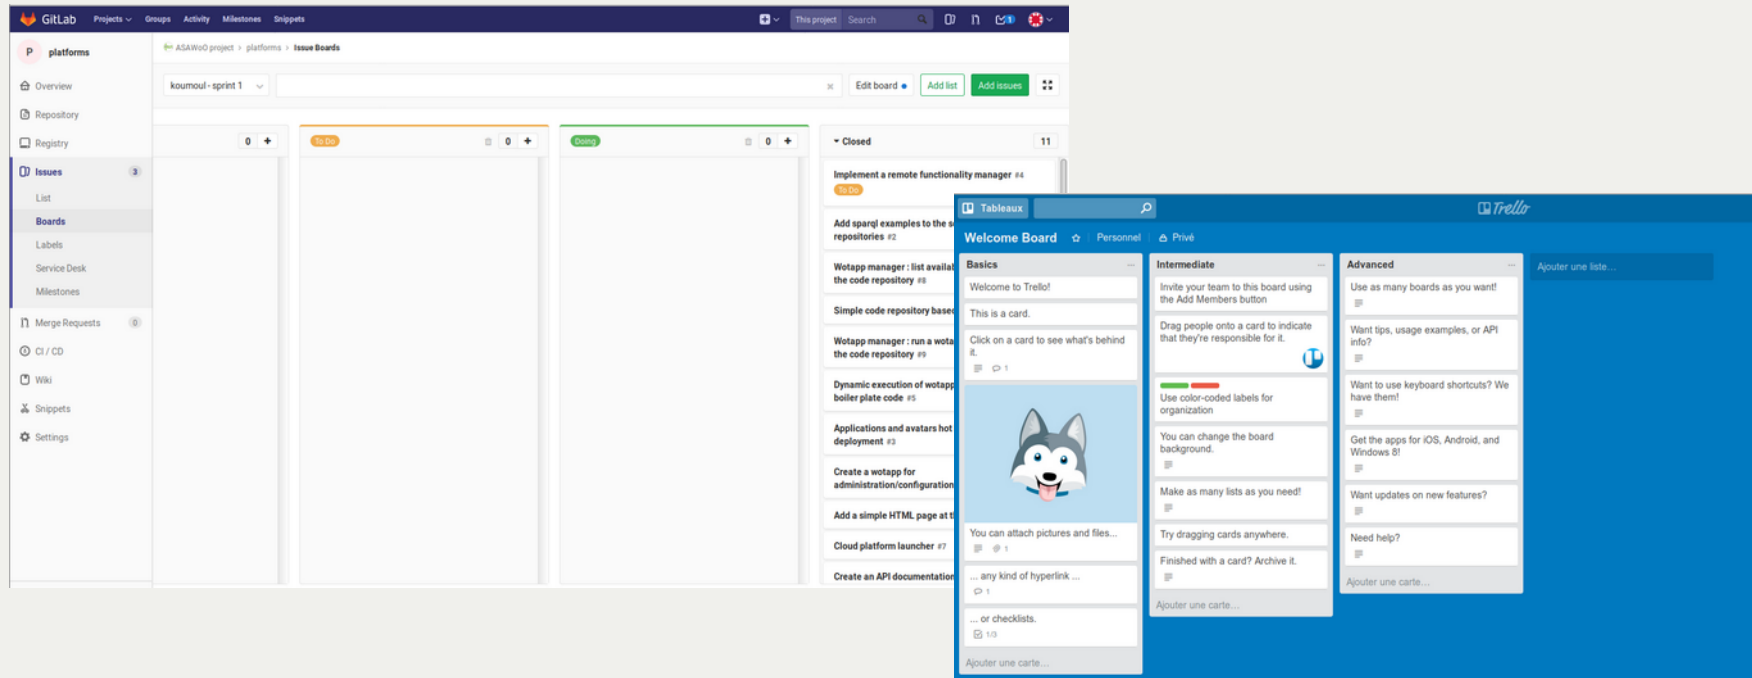 GitLab Projects Groups Activity Milestones Snippets This project Search 1
P platforms
ASAWoO project > platforms > Issue Boards
koumoul - sprint 1 Edit board Add list Add issues
Overview
Repository
Registry
Issues 3
List
Boards
Labels
Service Desk
Milestones
Merge Requests 0
CI / CD
Wiki
Snippets
Settings
0 +
To Do 0 +
Doing 0 +
Closed 11
Implement a remote functionality manager #4
To Do
Add sparql examples to the
repositories #2
Wotapp manager : list
the code repository #8
Simple code repository
Wotapp manager : run a
the code repository #9
Dynamic execution of
boiler plate code #5
Applications and avatars hot
deployment #3
Create a wotapp for
administration/configuration
Add a simple HTML page at
Cloud platform launcher #7
Create an API documentation
Tableaux Trello
Welcome Board Personnel Privé
Basics
Welcome to Trello!
This is a card.
Click on a card to see what's behind
it.
1
You can attach pictures and files...
1
... any kind of hyperlink ...
1
... or checklists.
1/3
Ajouter une carte...
Intermediate
Invite your team to this board using
the Add Members button
Drag people onto a card to indicate
that they're responsible for it.
Use color-coded labels for
organization
You can change the board
background.
Make as many lists as you need!
Try dragging cards anywhere.
Finished with a card? Archive it.
Ajouter une carte...
Advanced
Use as many boards as you want!
Want tips, usage examples, or API
info?
Want to use keyboard shortcuts? We
have them!
Get the apps for iOS, Android, and
Windows 8!
Want updates on new features?
Need help?
Ajouter une carte...
Ajouter une liste...